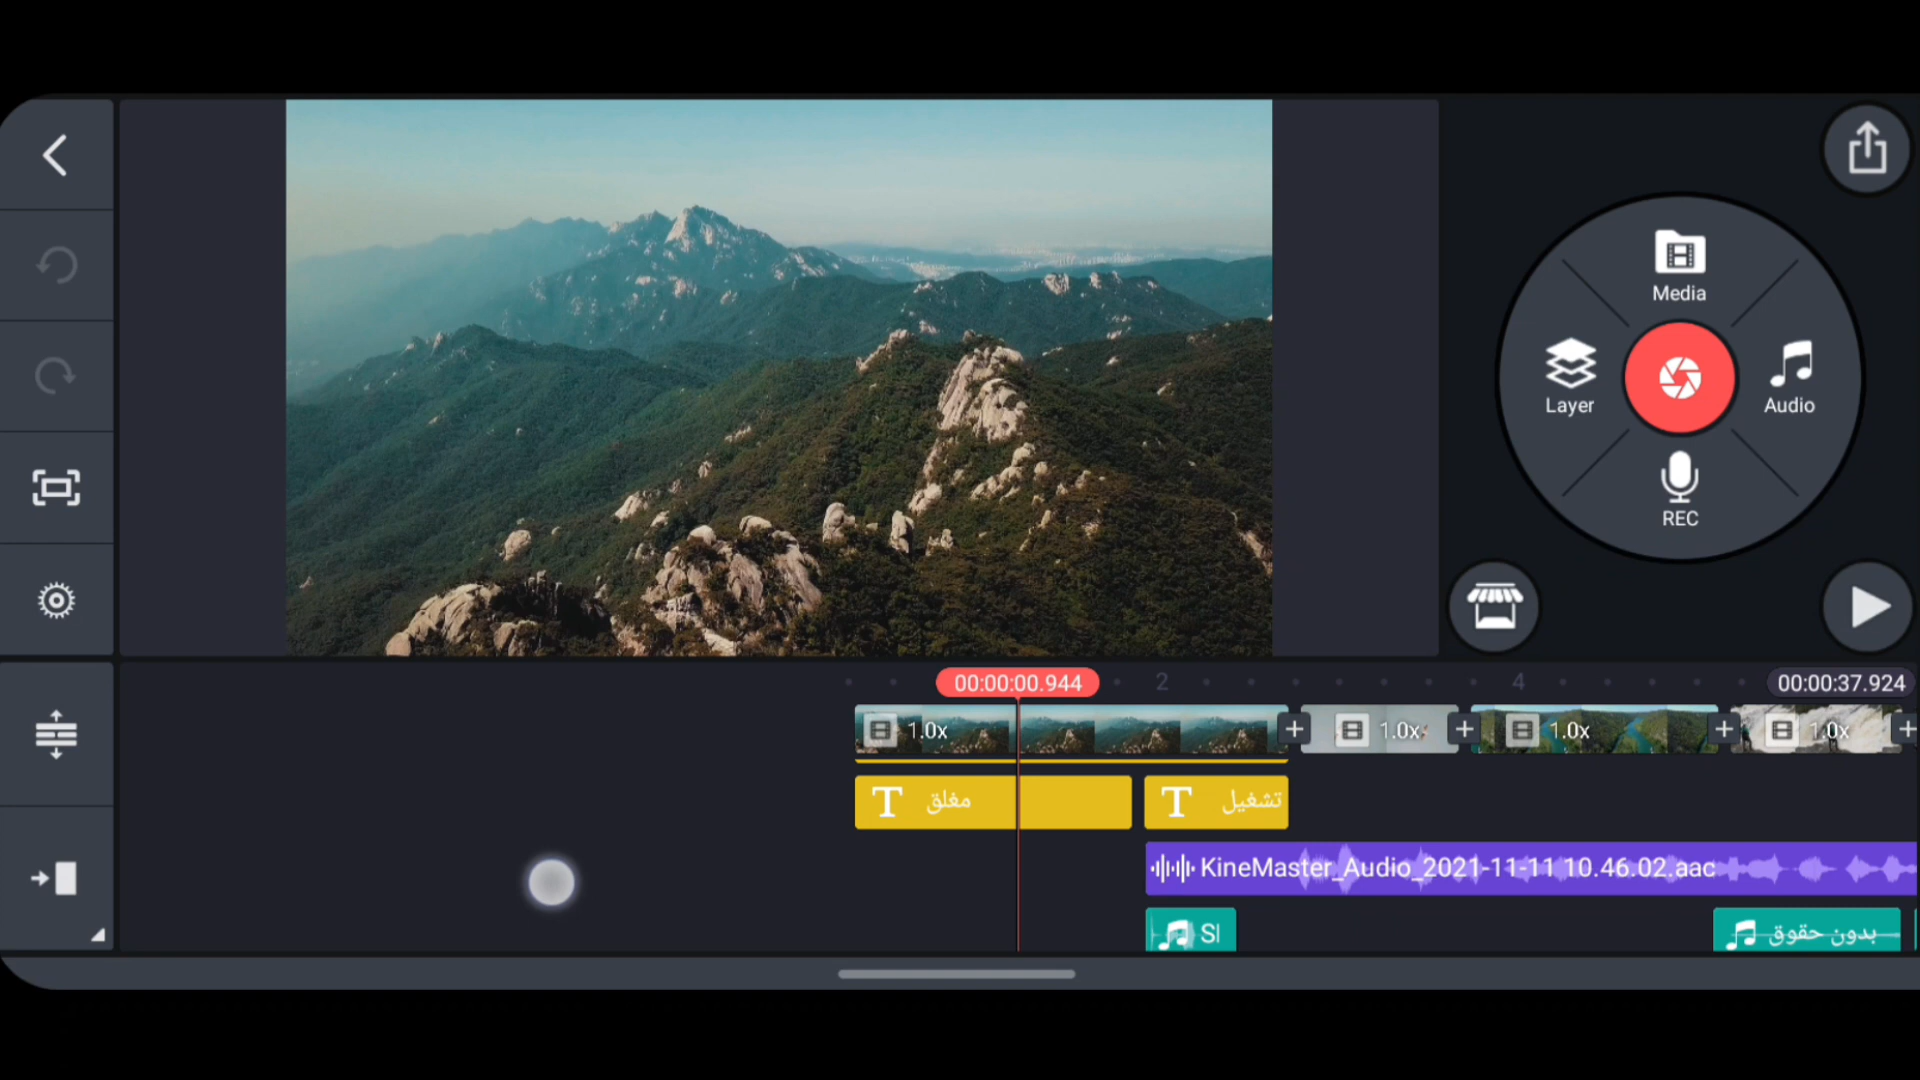 Media
Layer
Audio
REC
00:00:00.944
2
4
00:00:37.924
1.0x
1.0x
1.0x
1.0x
T مغلق
T تشغيل
KineMaster_Audio_2021-11-11 10.46.02.aac
SI
بدون حقوق